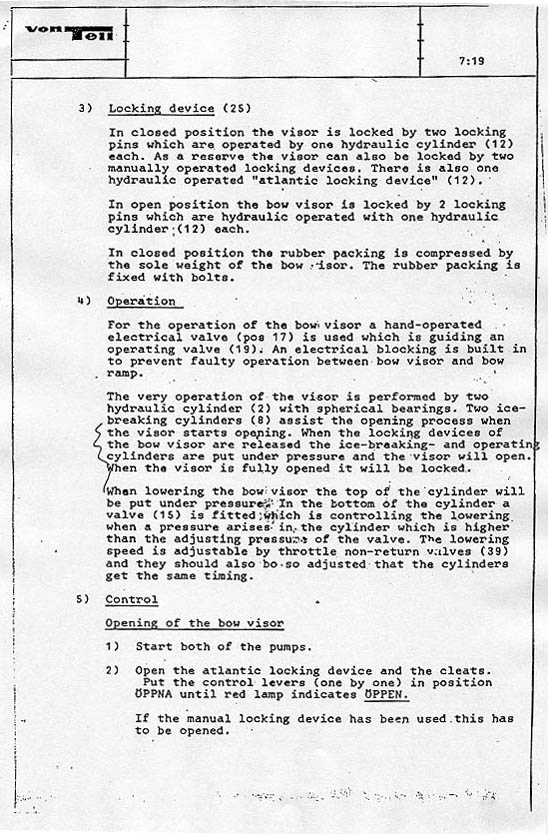 von Tell
7:19
3) Locking device (25)
In closed position the visor is locked by two locking
pins which are operated by one hydraulic cylinder (12)
each. As a reserve the visor can also be locked by two
manually operated locking devices. There is also one
hydraulic operated "atlantic locking device" (12).
In open position the bow visor is locked by 2 locking
pins which are hydraulic operated with one hydraulic
cylinder (12) each.
In closed position the rubber packing is compressed by
the sole weight of the bow visor. The rubber packing is
fixed with bolts.
4) Operation
For the operation of the bow visor a hand-operated
electrical valve (pos 17) is used which is guiding an
operating valve (19). An electrical blocking is built in
to prevent faulty operation between bow visor and bow
ramp.
The very operation of the visor is performed by two
hydraulic cylinder (2) with spherical bearings. Two ice-
breaking cylinders (8) assist the opening process when
the visor starts opening. When the locking devices of
the bow visor are released the ice-breaking- and operating
cylinders are put under pressure and the visor will open.
When the visor is fully opened it will be locked.
When lowering the bow visor the top of the cylinder will
be put under pressure. In the bottom of the cylinder a
valve (15) is fitted which is controlling the lowering
when a pressure arises in the cylinder which is higher
than the adjusting pressure of the valve. The lowering
speed is adjustable by throttle non-return valves (39)
and they should also be so adjusted that the cylinders
get the same timing.
5) Control
Opening of the bow visor
1) Start both of the pumps.
2) Open the atlantic locking device and the cleats.
Put the control levers (one by one) in position
ÖPPNA until red lamp indicates ÖPPEN.
If the manual locking device has been used this has
to be opened.